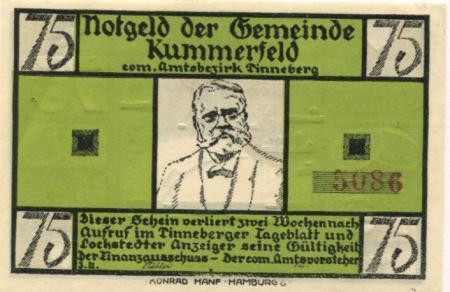 75 Notgeld der Gemeinde 75
Kummerfeld
com. Amtsbezirk Pinneberg
5086
75 Dieser Schein verliert zwei Wochen nach 75
Aufruf im Pinneberger Tageblatt und
Lockstedter Anzeiger seine Gültigkeit
Der Finanzausschuss - Der com. Amtsvorsteher
J.A.
KONRAD HANF - HAMBURG 8